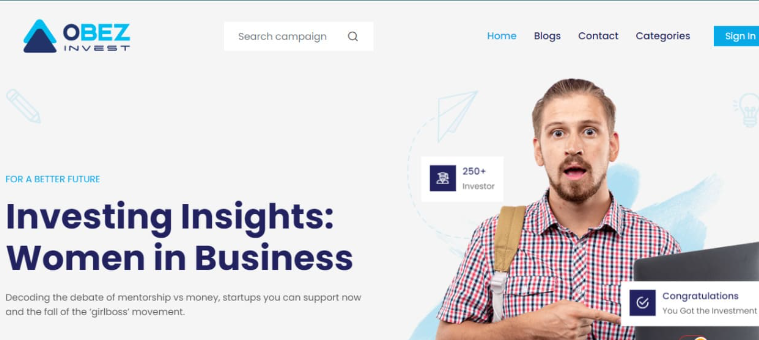 OBEZ
INVEST
Search campaign
Home
Blogs
Contact
Categories
Sign In
FOR A BETTER FUTURE
Investing Insights:
Women in Business
Decoding the debate of mentorship vs money, startups you can support now
and the fall of the ‘girlboss’ movement.
250+
Investor
Congratulations
You Got the Investment